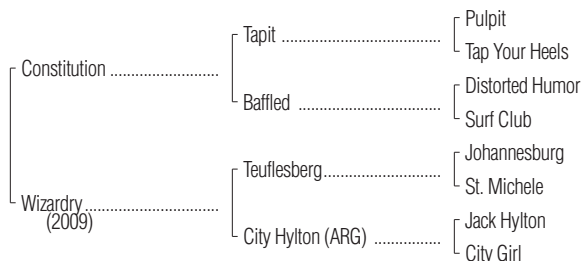 Pulpit
Tapit ........................................
Tap Your Heels
Constitution ...........................
Distorted Humor
Baffled ....................................
Surf Club
Johannesburg
Teuflesberg.............................
St. Michele
Wizardry.................................
(2009)
Jack Hylton
City Hylton (ARG) ................
City Girl